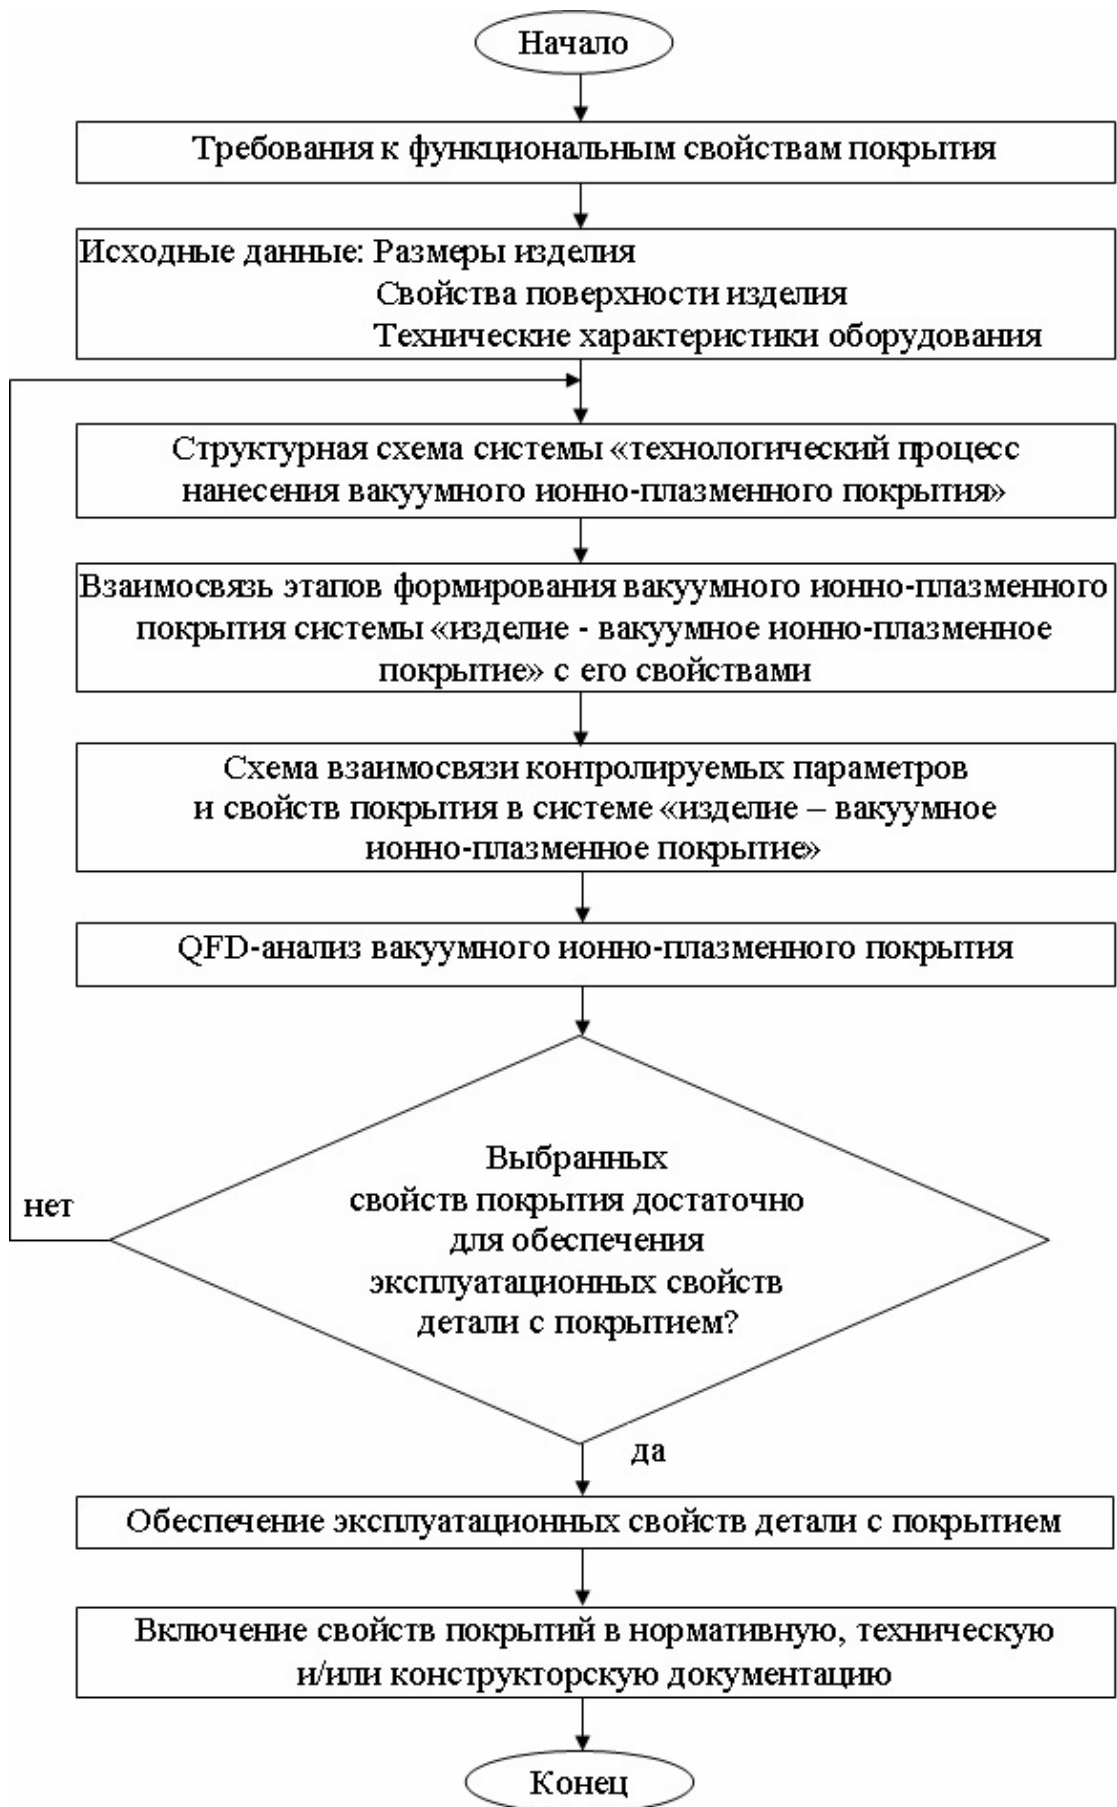 Начало
Требования к функциональным свойствам покрытия
Исходные данные: Размеры изделия
Свойства поверхности изделия
Технические характеристики оборудования
Структурная схема системы «технологический процесс
нанесения вакуумного ионно-плазменного покрытия»
Взаимосвязь этапов формирования вакуумного ионно-плазменного
покрытия системы «изделие - вакуумное ионно-плазменное
покрытие» с его свойствами
Схема взаимосвязи контролируемых параметров
и свойств покрытия в системе «изделие – вакуумное
ионно-плазменное покрытие»
QFD-анализ вакуумного ионно-плазменного покрытия
Выбранных
свойств покрытия достаточно
для обеспечения
эксплуатационных свойств
детали с покрытием?
нет
да
Обеспечение эксплуатационных свойств детали с покрытием
Включение свойств покрытий в нормативную, техническую
и/или конструкторскую документацию
Конец